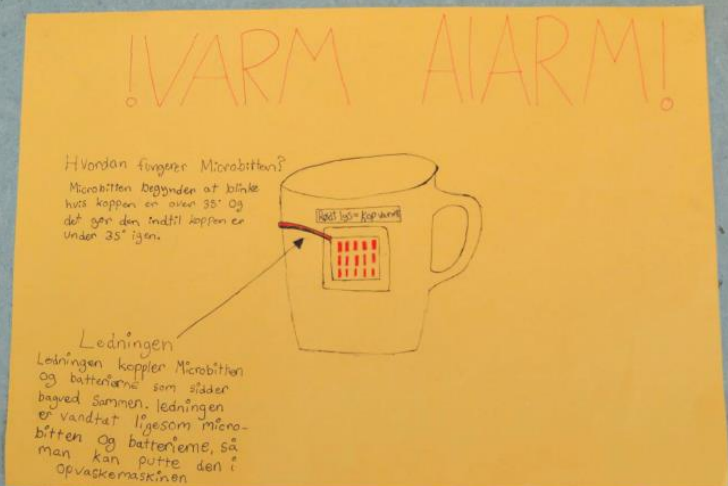 !VARM AlARM!
Hvordan fungerer Microbitten?
Microbitten begynder at blinke
hvis koppen er over 35° og
det gør den indtil koppen er
under 35° igen.
Rødt lys = Kop varm
Ledningen
Ledningen koppler Microbitten
og batterierne som sidder
bagved sammen. ledningen
er vandtæt ligesom micro-
bitten og batterierne, så
man kan putte den i
opvaskemaskinen